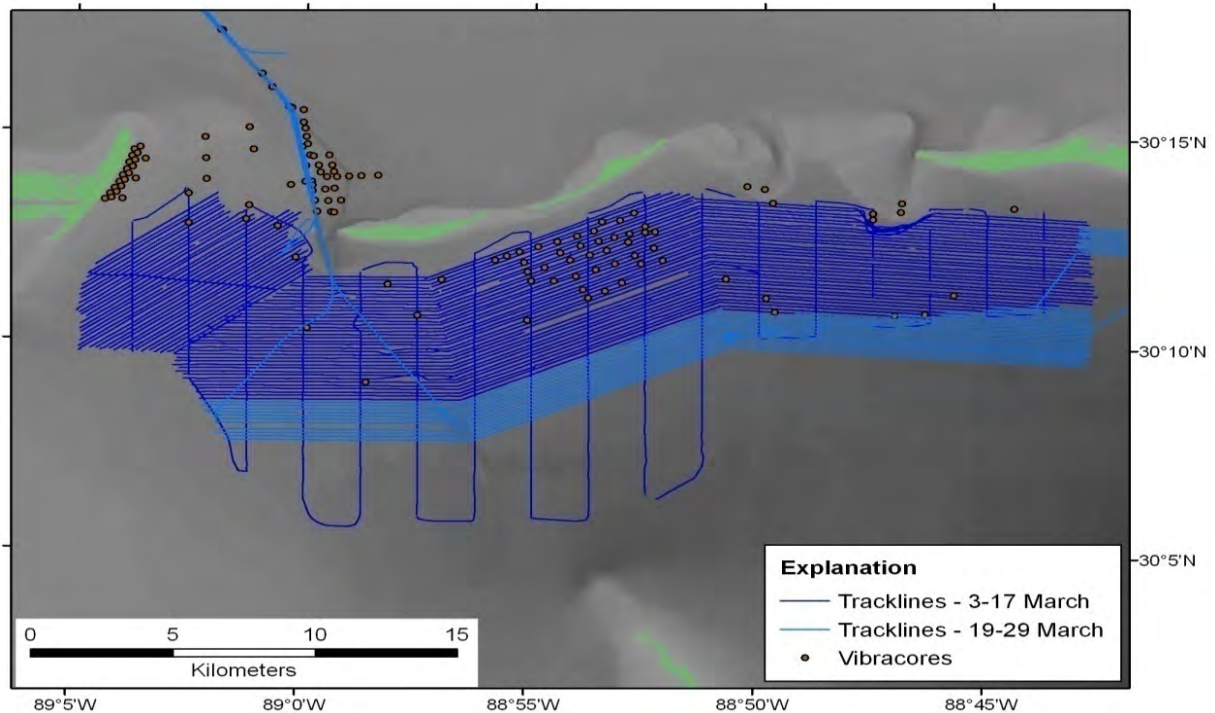 30°15'N
30°10'N
30°5'N
Explanation
Tracklines - 3-17 March
Tracklines - 19-29 March
Vibracores
0 5 10 15
Kilometers
89°5'W 89°0'W 88°55'W 88°50'W 88°45'W